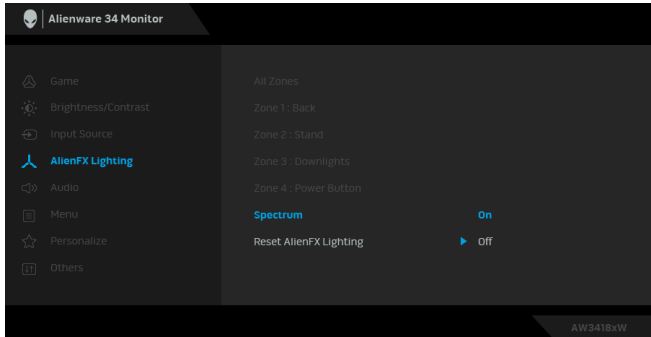 Alienware 34 Monitor
Game
All Zones
Brightness/Contrast
Zone 1 : Back
Input Source
Zone 2 : Stand
AlienFX Lighting
Zone 3 : Downlights
Audio
Zone 4 : Power Button
Menu
Spectrum On
Personalize
Reset AlienFX Lighting Off
Others
AW3418xW